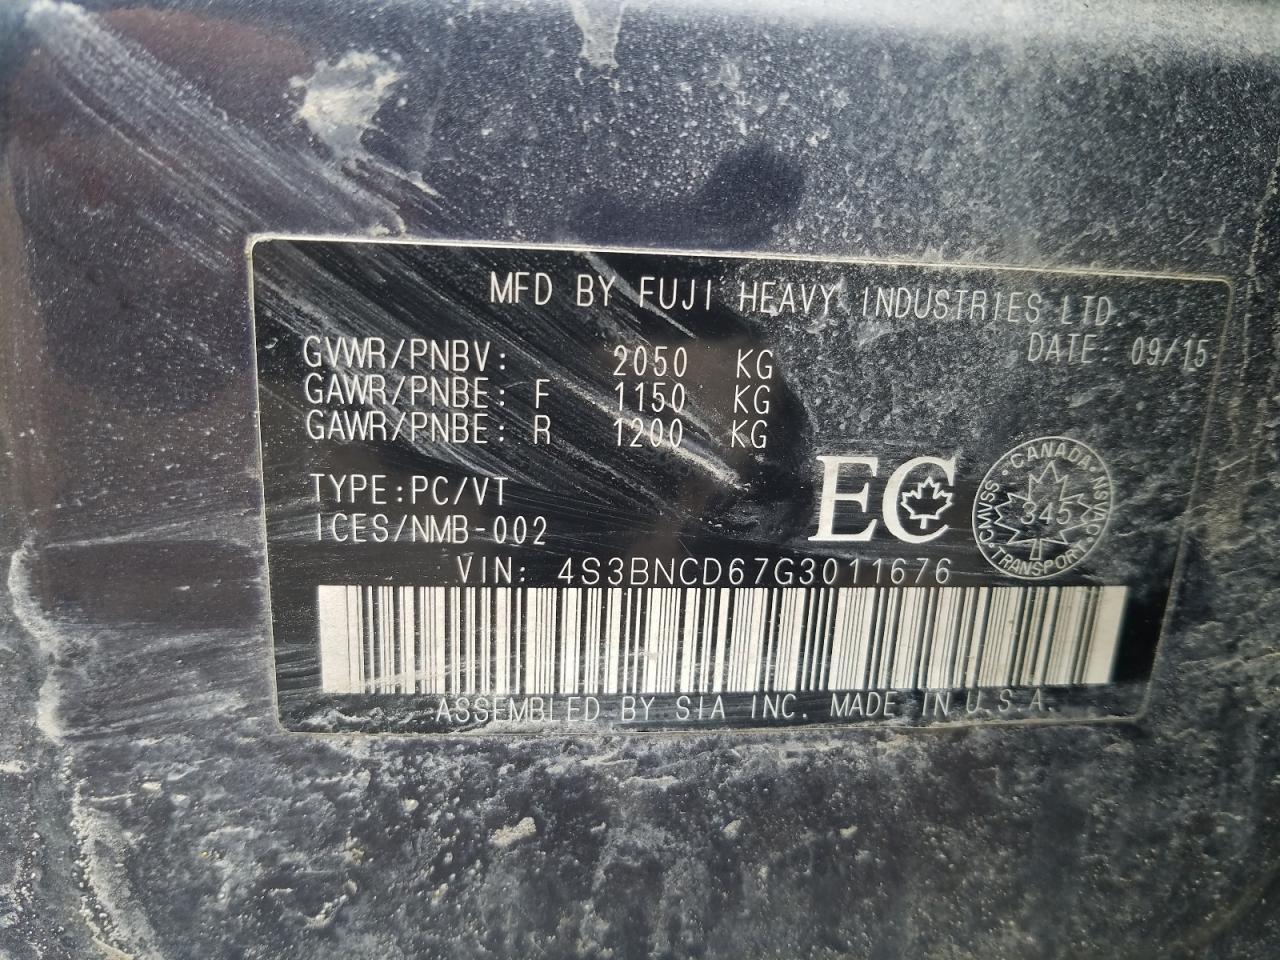 MFD BY FUJI HEAVY INDUSTRIES LTD.
DATE: 09/15
GVWR/PNBV: 2050 KG
GAWR/PNBE: F 1150 KG
GAWR/PNBE: R 1200 KG
TYPE:PC/VT
ICES/NMB-002
EC
CANADA
CMVSS NSVAC
345
TRANSPORT
VIN: 4S3BNCD67G3011676
ASSEMBLED BY SIA INC. MADE IN U.S.A.